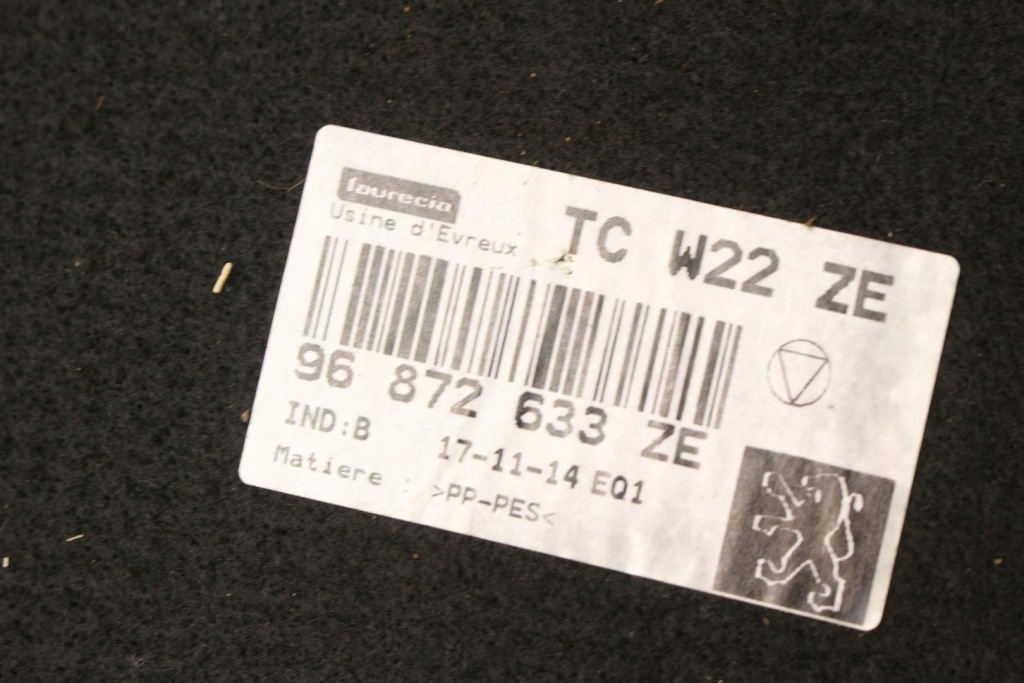 faurecia
Usine d'Evreux
TC W22 ZE
96 872 633 ZE
IND:B 17-11-14 EQ1
Matiere : >PP-PES<